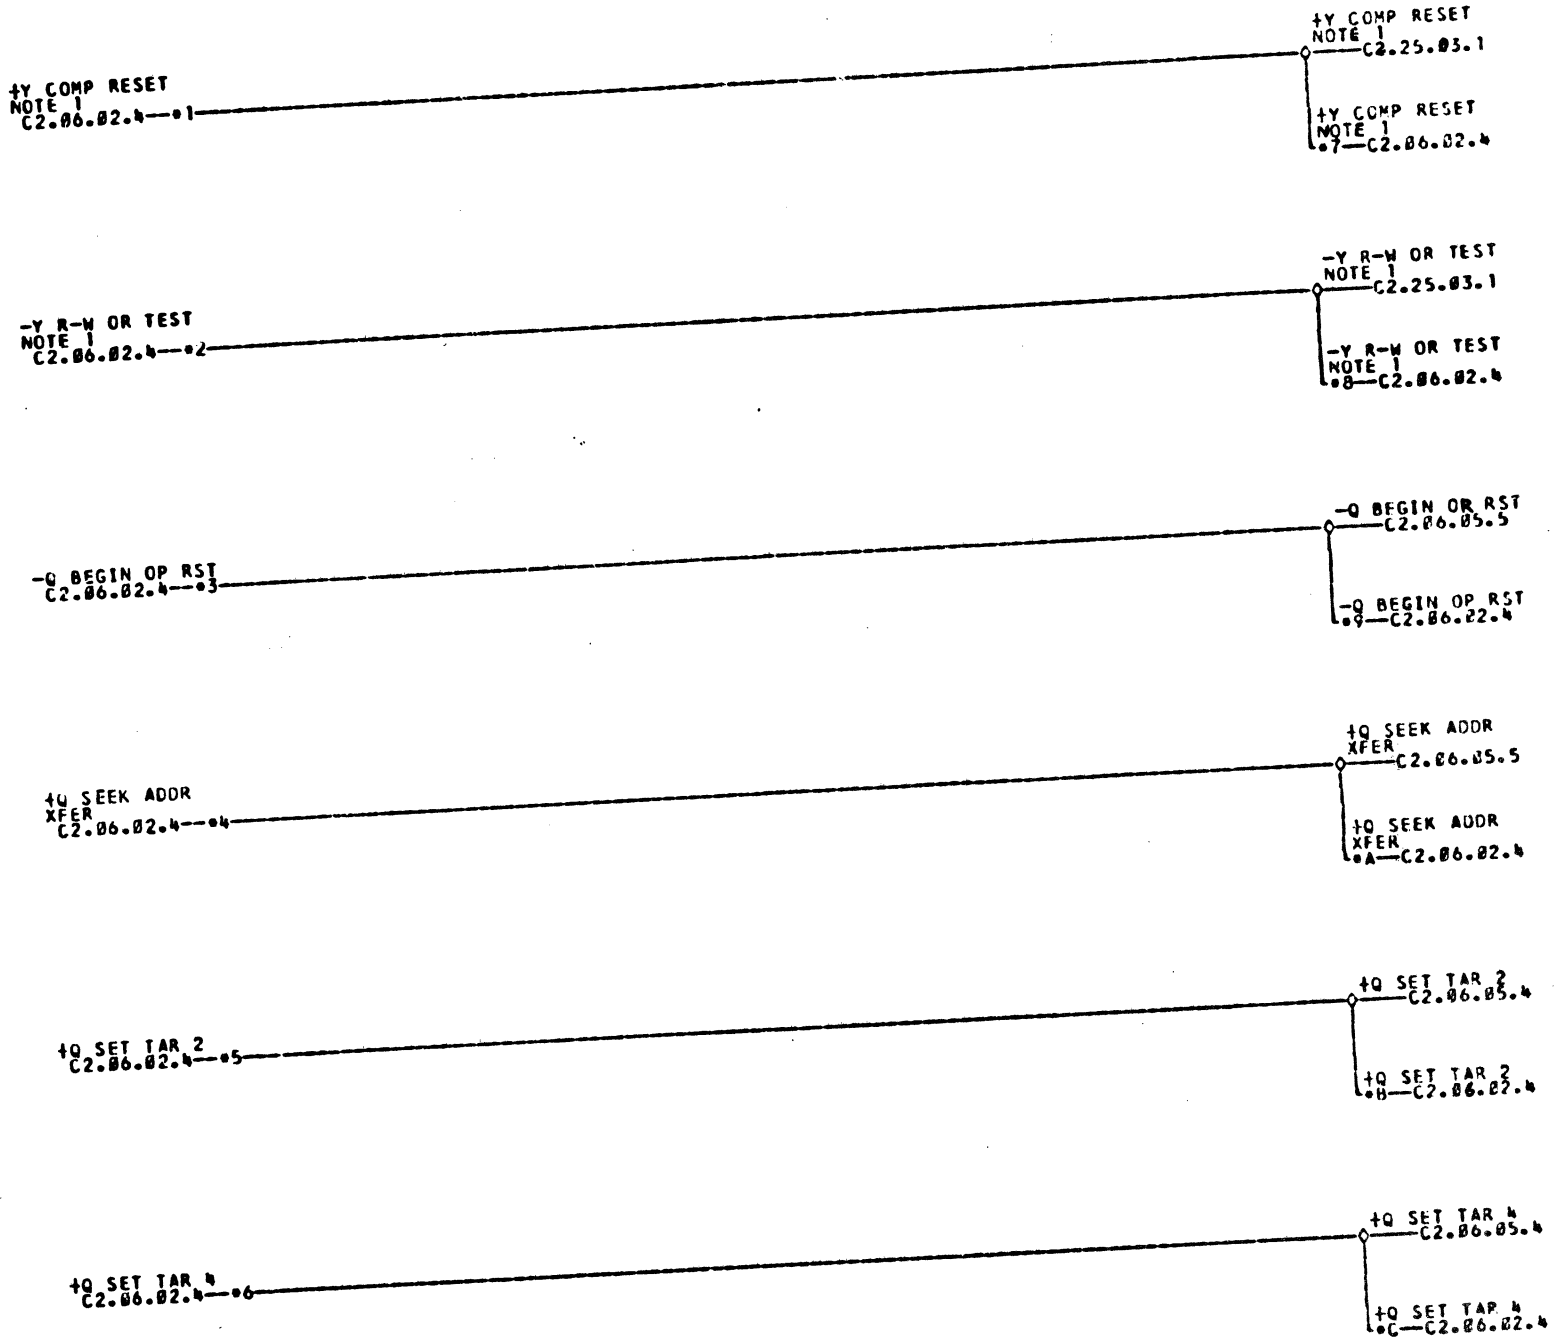 +Y COMP RESET
NOTE 1
C2.25.03.1
+Y COMP RESET
NOTE 1
C2.06.02.4--*1
+Y COMP RESET
NOTE 1
*7—C2.06.02.4
-Y R-W OR TEST
NOTE 1
C2.25.03.1
-Y R-W OR TEST
NOTE 1
C2.06.02.4--*2
-Y R-W OR TEST
NOTE 1
*8—C2.06.02.4
-Q BEGIN OR RST
C2.06.05.5
-Q BEGIN OP RST
C2.06.02.4--*3
-Q BEGIN OP RST
*9—C2.06.02.4
+Q SEEK ADDR
XFER
C2.06.05.5
+Q SEEK ADDR
XFER
C2.06.02.4--*4
+Q SEEK ADDR
XFER
*A—C2.06.02.4
+Q SET TAR 2
C2.06.05.4
+Q SET TAR 2
C2.06.02.4--*5
+Q SET TAR 2
*B—C2.06.02.4
+Q SET TAR 4
C2.06.05.4
+Q SET TAR 4
C2.06.02.4--*6
+Q SET TAR 4
*C—C2.06.02.4